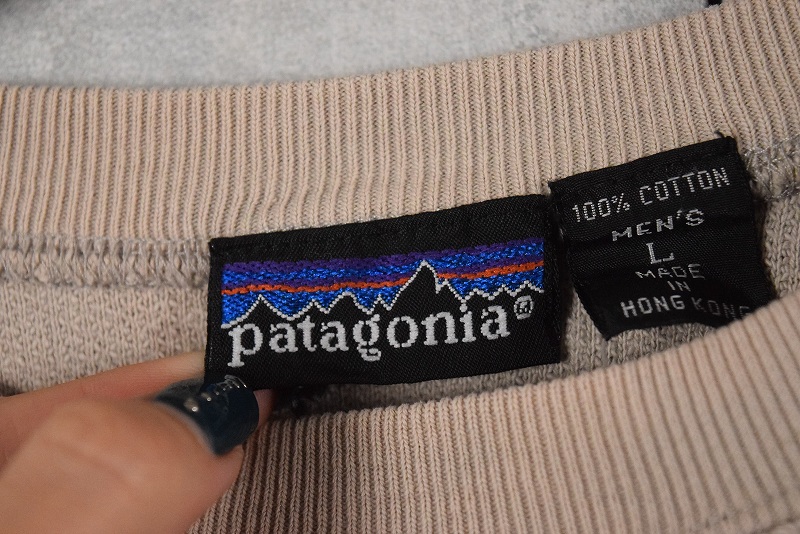 patagonia®
100% COTTON
MEN'S
L
MADE
IN
HONG KONG